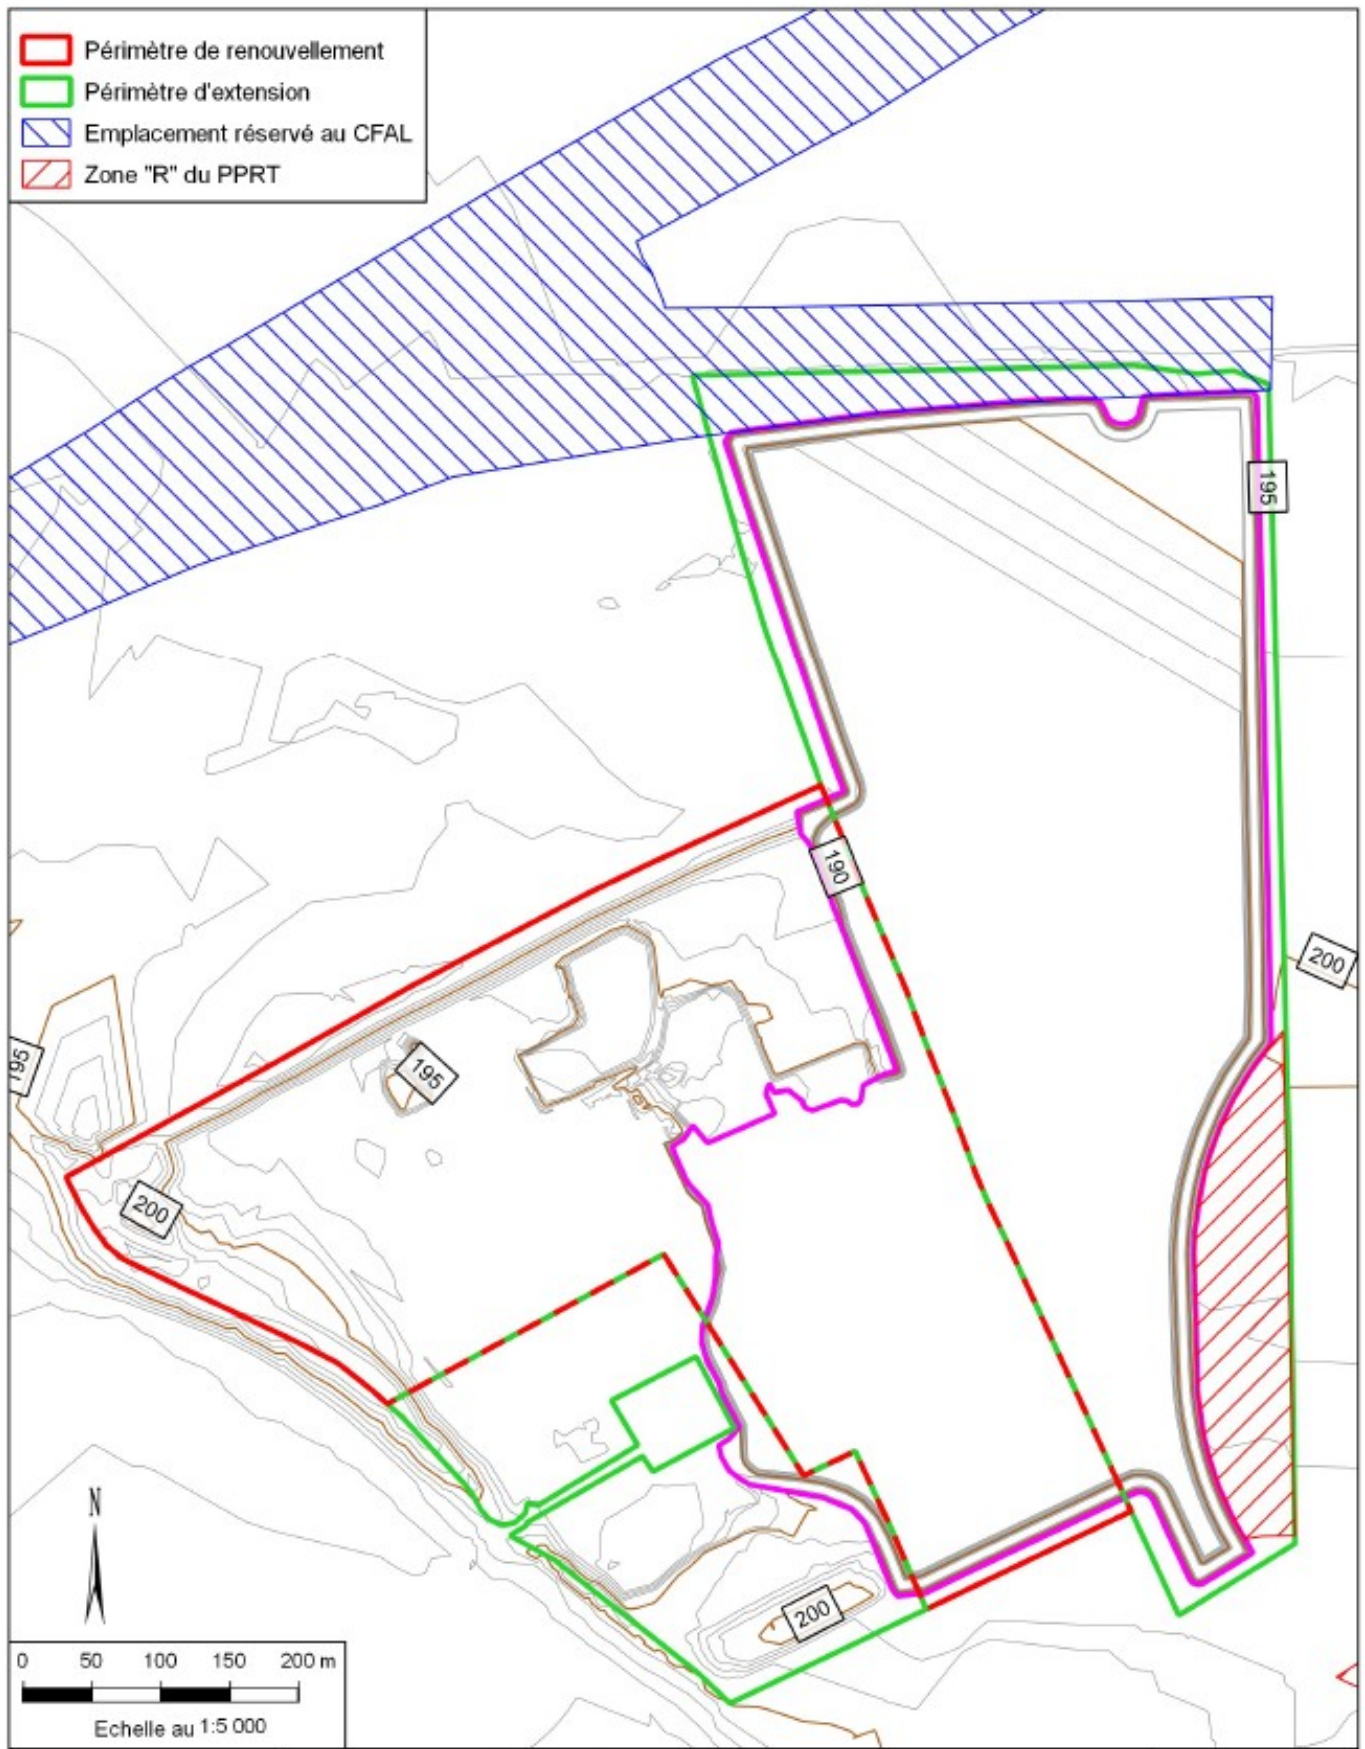 Périmètre de renouvellement
Périmètre d'extension
Emplacement réservé au CFAL
Zone "R" du PPRT
195
190
200
195
195
200
200
N
0 50 100 150 200 m
Echelle au 1:5 000